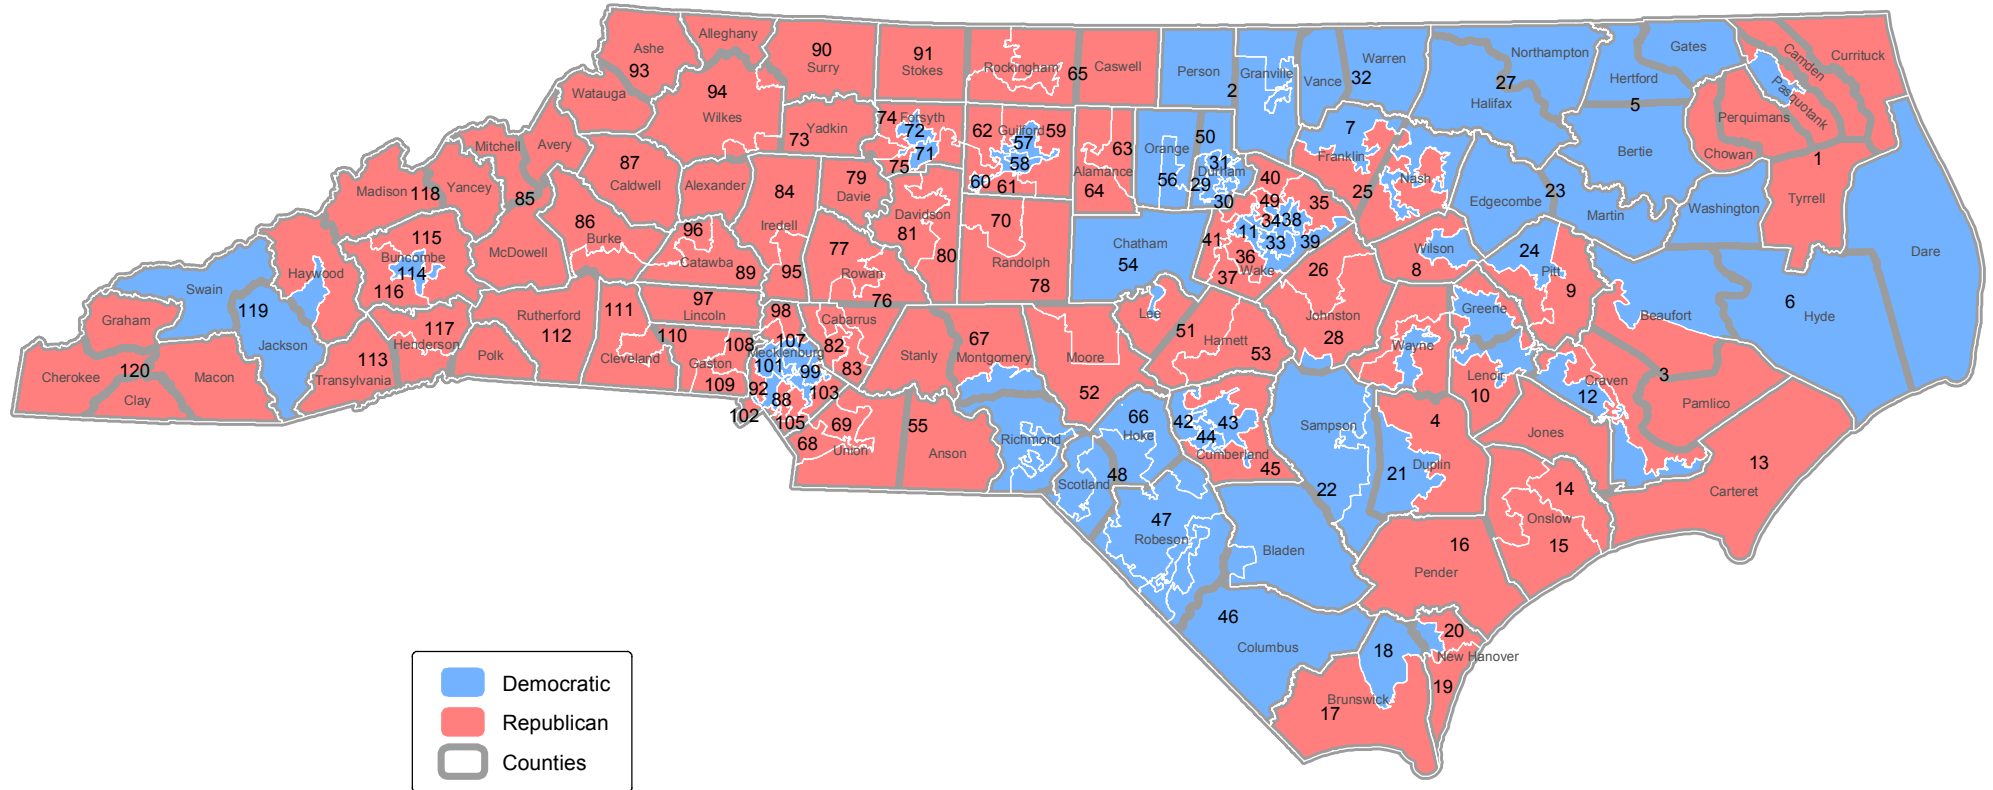 Ashe
93
Alleghany
90
Surry
91
Stokes
Rockingham
65
Caswell
Person
2
Granville
Vance
Warren
32
Northampton
27
Halifax
Gates
Hertford
5
Bertie
Camden
Currituck
Pasquotank
Perquimans
Chowan
1
Tyrrell
Watauga
94
Wilkes
Yadkin
73
74
Forsyth
72
71
75
62
Guilford
59
57
58
60
61
63
Alamance
64
Orange
50
56
31
Durham
29
30
7
Franklin
25
Nash
Edgecombe
23
Martin
Washington
Dare
Mitchell
Avery
87
Caldwell
Alexander
84
Iredell
79
Davie
Davidson
81
80
70
Randolph
78
Chatham
54
40
49
35
34
38
11
33
39
41
36
Wake
37
Wilson
8
24
Pitt
9
Madison
118
Yancey
85
86
Burke
96
Catawba
89
95
77
Rowan
76
115
Buncombe
114
116
McDowell
Haywood
Swain
119
Jackson
Graham
Cherokee
120
Clay
Macon
113
Transylvania
117
Henderson
Polk
Rutherford
112
111
Cleveland
97
Lincoln
110
Gaston
109
108
98
107
Mecklenburg
101
99
92
88
103
102
105
Cabarrus
82
83
Stanly
67
Montgomery
Moore
52
Lee
51
Harnett
53
26
Johnston
28
Wayne
Greene
Lenoir
10
Craven
12
3
Pamlico
Beaufort
6
Hyde
68
69
Union
55
Anson
Richmond
66
Hoke
Scotland
48
42
43
44
Cumberland
45
Sampson
22
21
Duplin
4
Jones
14
Onslow
15
13
Carteret
47
Robeson
Bladen
16
Pender
46
Columbus
18
20
New Hanover
19
Brunswick
17
Democratic
Republican
Counties